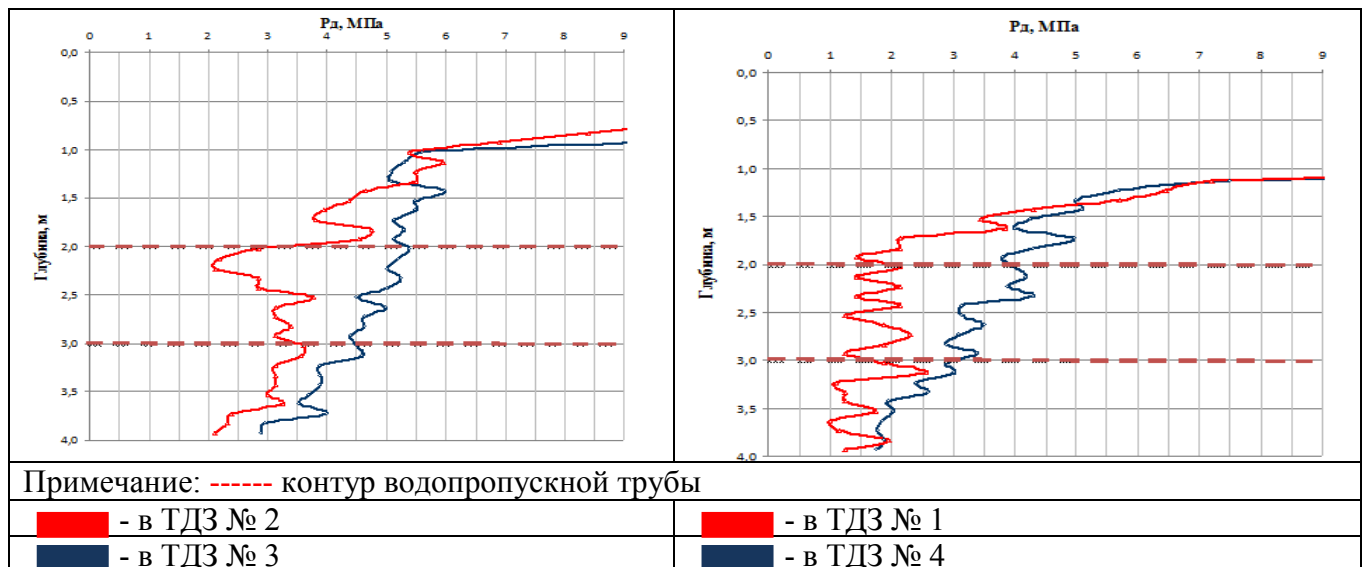 Рд, МПа
0 1 2 3 4 5 6 7 8 9
0,0
0,5
1,0
1,5
2,0
2,5
3,0
3,5
4,0
Глубина, м
Рд, МПа
0 1 2 3 4 5 6 7 8 9
0,0
0,5
1,0
1,5
2,0
2,5
3,0
3,5
4,0
Глубина, м
Примечание: ------ контур водопропускной трубы
- в ТДЗ № 2
- в ТДЗ № 1
- в ТДЗ № 3
- в ТДЗ № 4